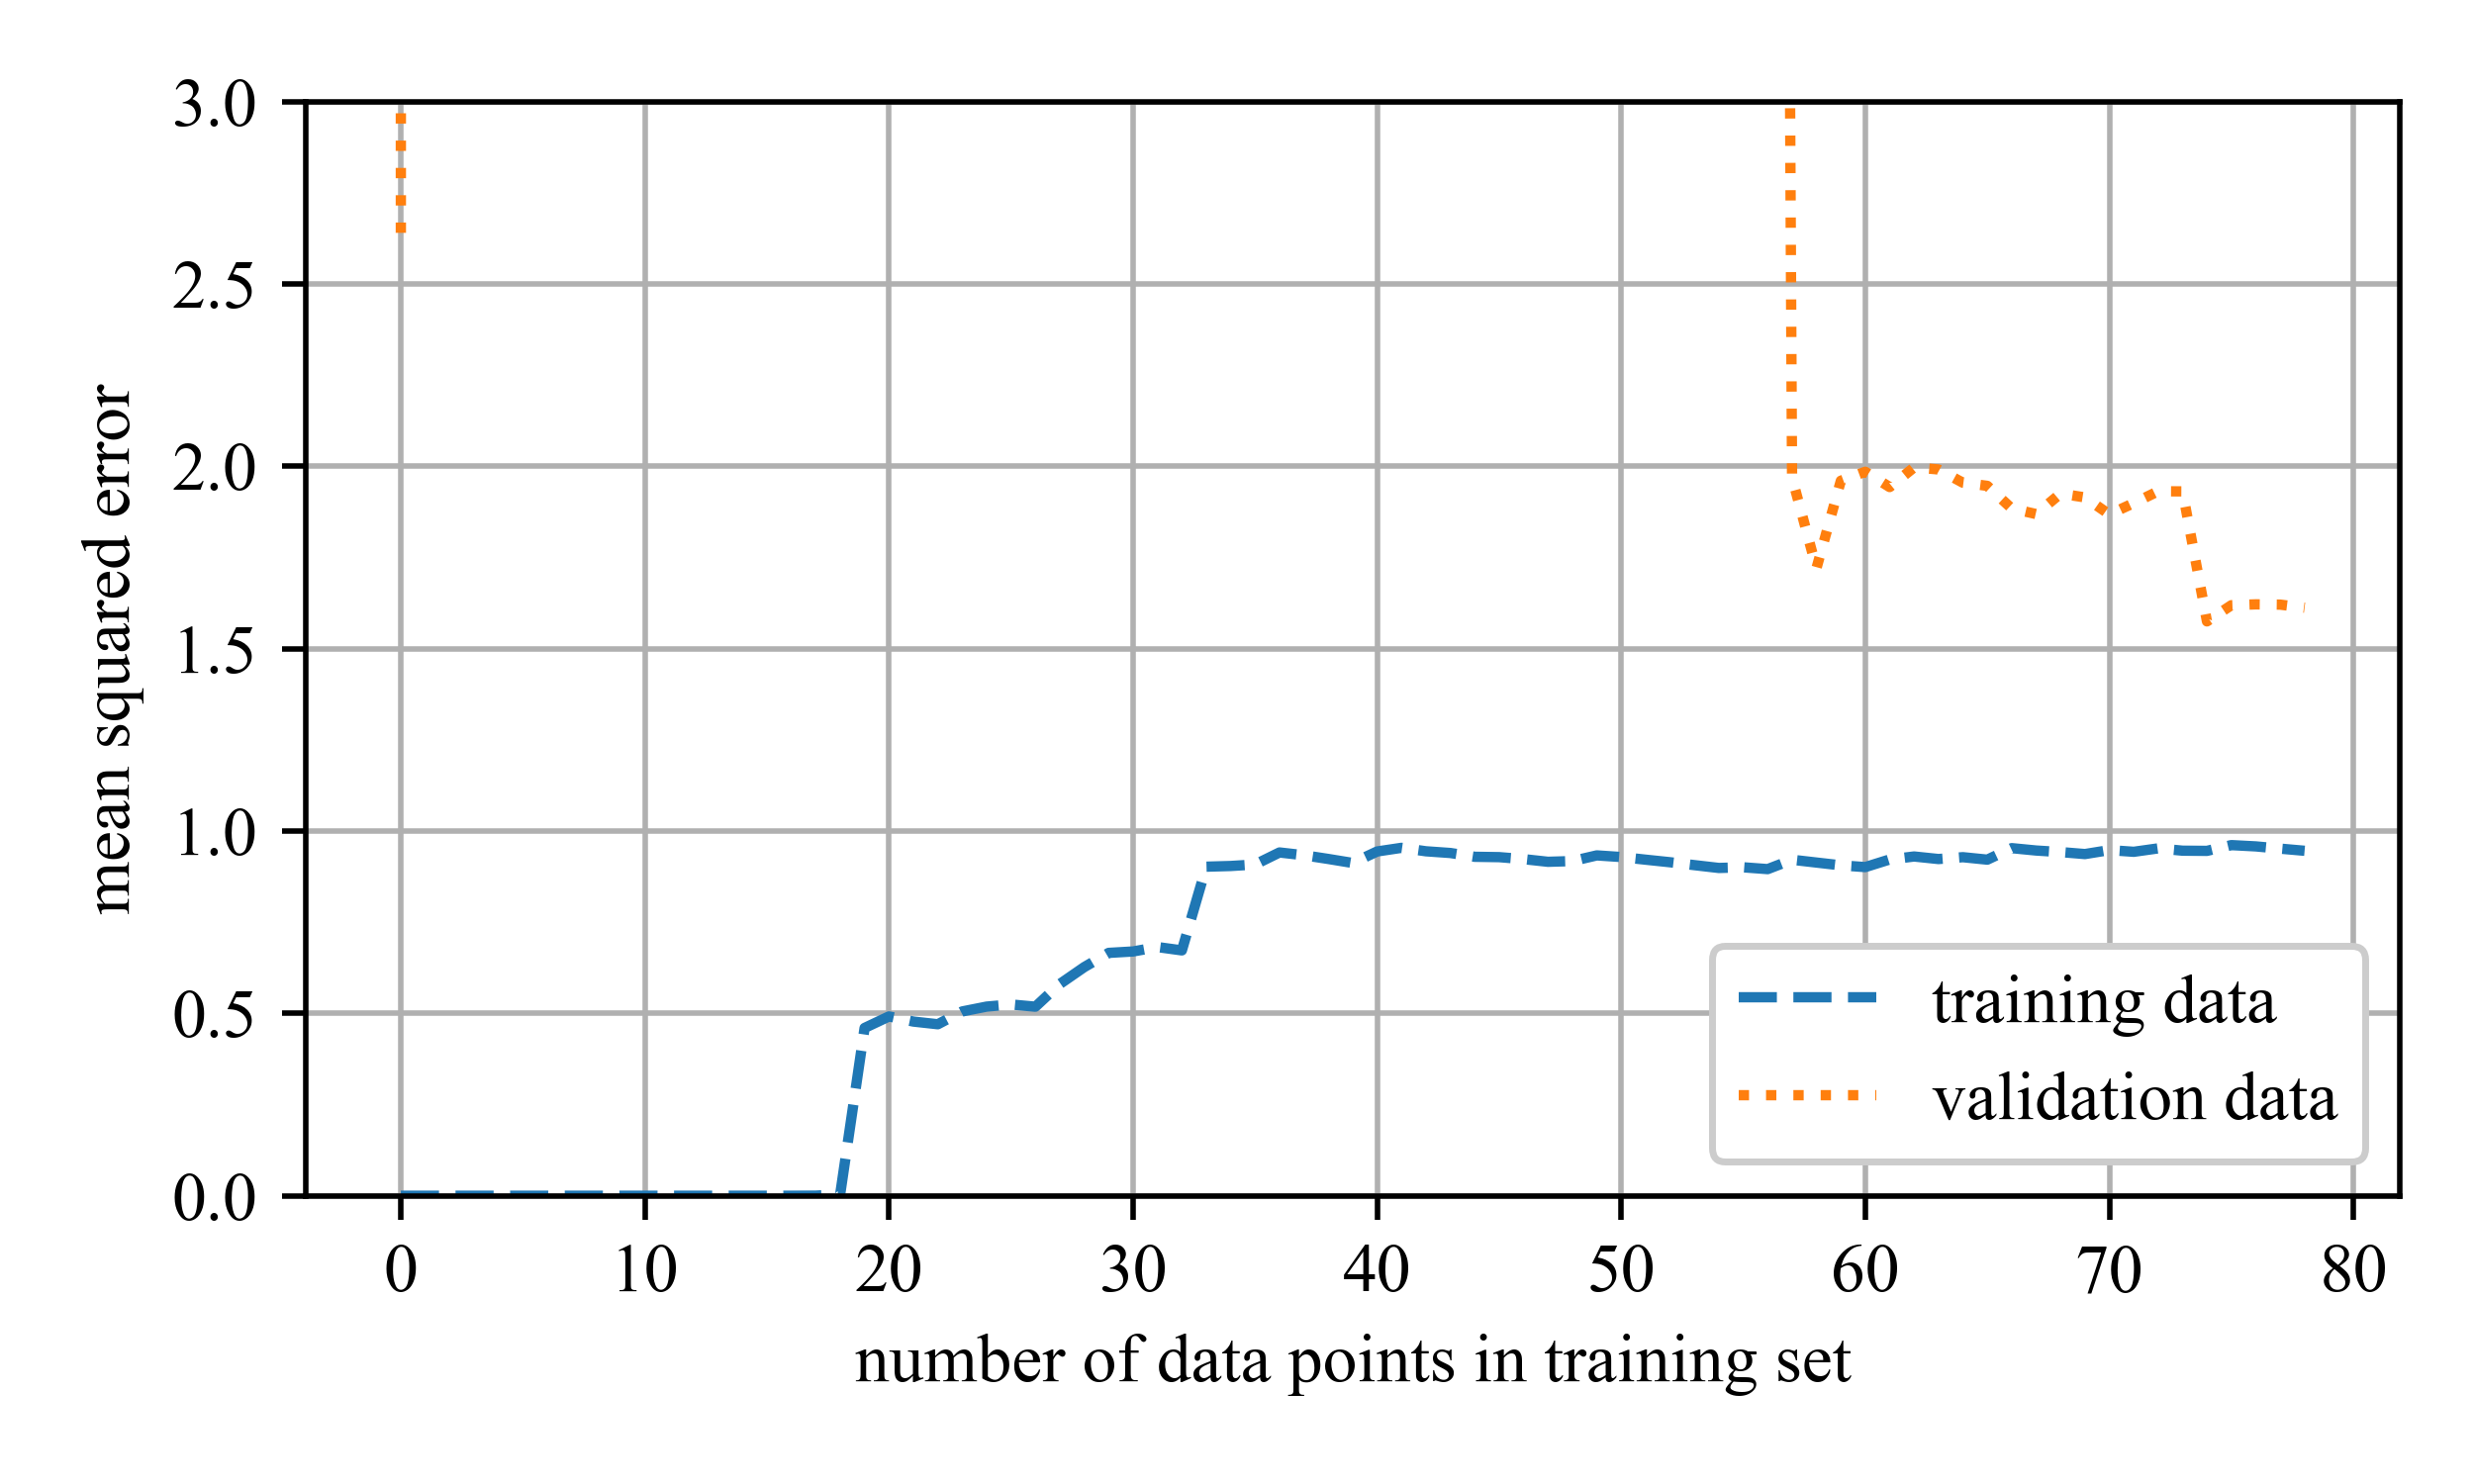 3.0
2.5
2.0
1.5
1.0
0.5
0.0
mean squared error
0 10 20 30 40 50 60 70 80
number of data points in training set
training data
validation data